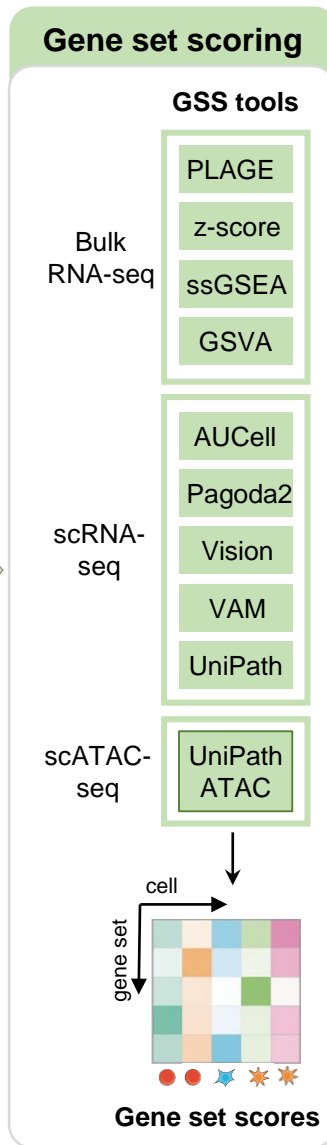 Gene set scoring
GSS tools
Bulk
RNA-seq
PLAGE
z-score
ssGSEA
GSVA
scRNA-
seq
AUCell
Pagoda2
Vision
VAM
UniPath
scATAC-
seq
UniPath
ATAC
cell
gene set
Gene set scores